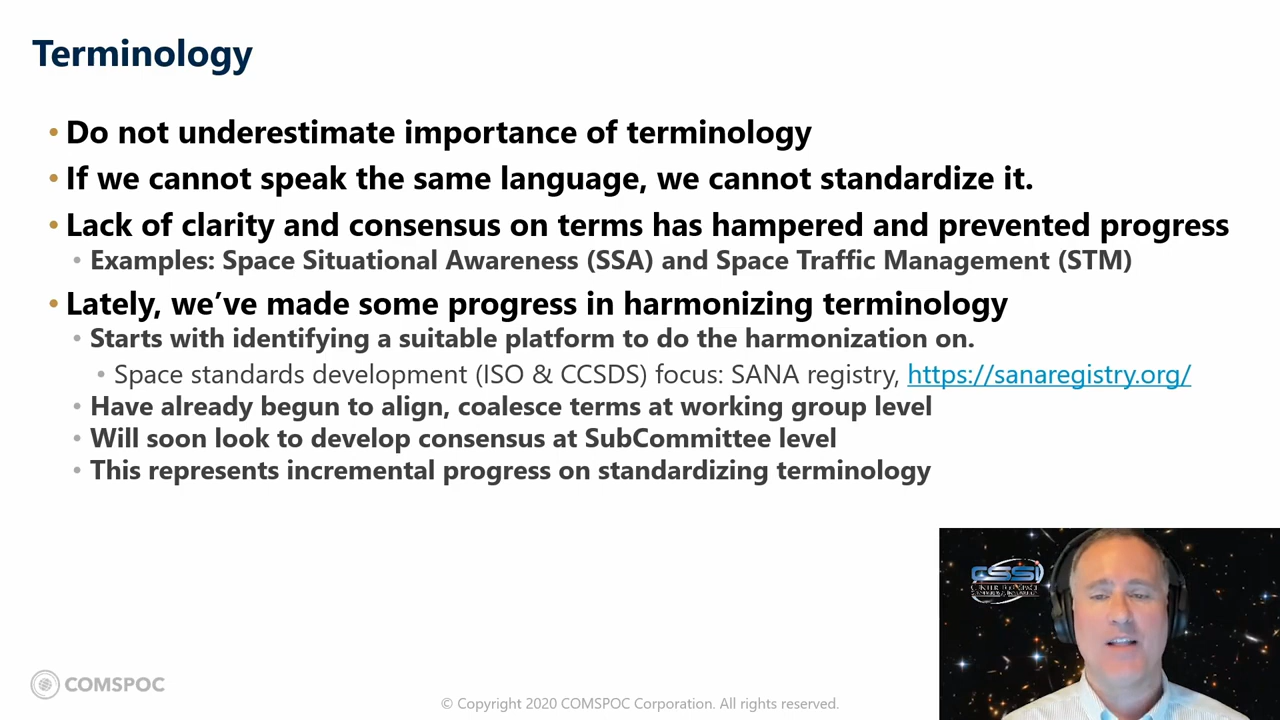 Terminology
• Do not underestimate importance of terminology
• If we cannot speak the same language, we cannot standardize it.
• Lack of clarity and consensus on terms has hampered and prevented progress
• Examples: Space Situational Awareness (SSA) and Space Traffic Management (STM)
• Lately, we’ve made some progress in harmonizing terminology
• Starts with identifying a suitable platform to do the harmonization on.
• Space standards development (ISO & CCSDS) focus: SANA registry, https://sanaregistry.org/
• Have already begun to align, coalesce terms at working group level
• Will soon look to develop consensus at SubCommittee level
• This represents incremental progress on standardizing terminology
CSSI
COMSPOC
© Copyright 2020 COMSPOC Corporation. All rights reserved.